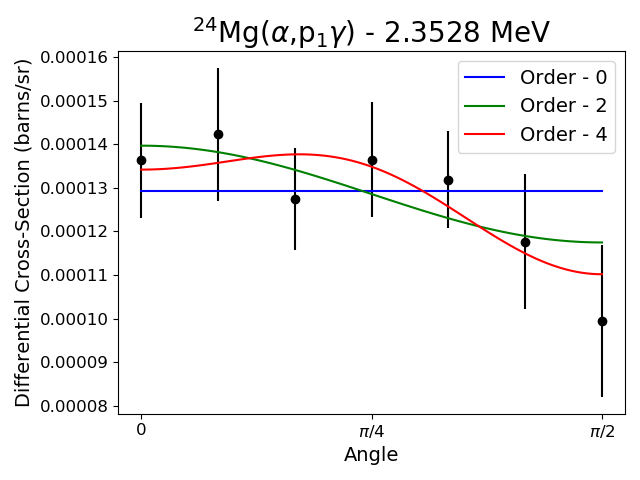 ²⁴Mg(α,p₁γ) - 2.3528 MeV
Differential Cross-Section (barns/sr)
0.00016
0.00015
0.00014
0.00013
0.00012
0.00011
0.00010
0.00009
0.00008
Order - 0
Order - 2
Order - 4
0
π/4
π/2
Angle